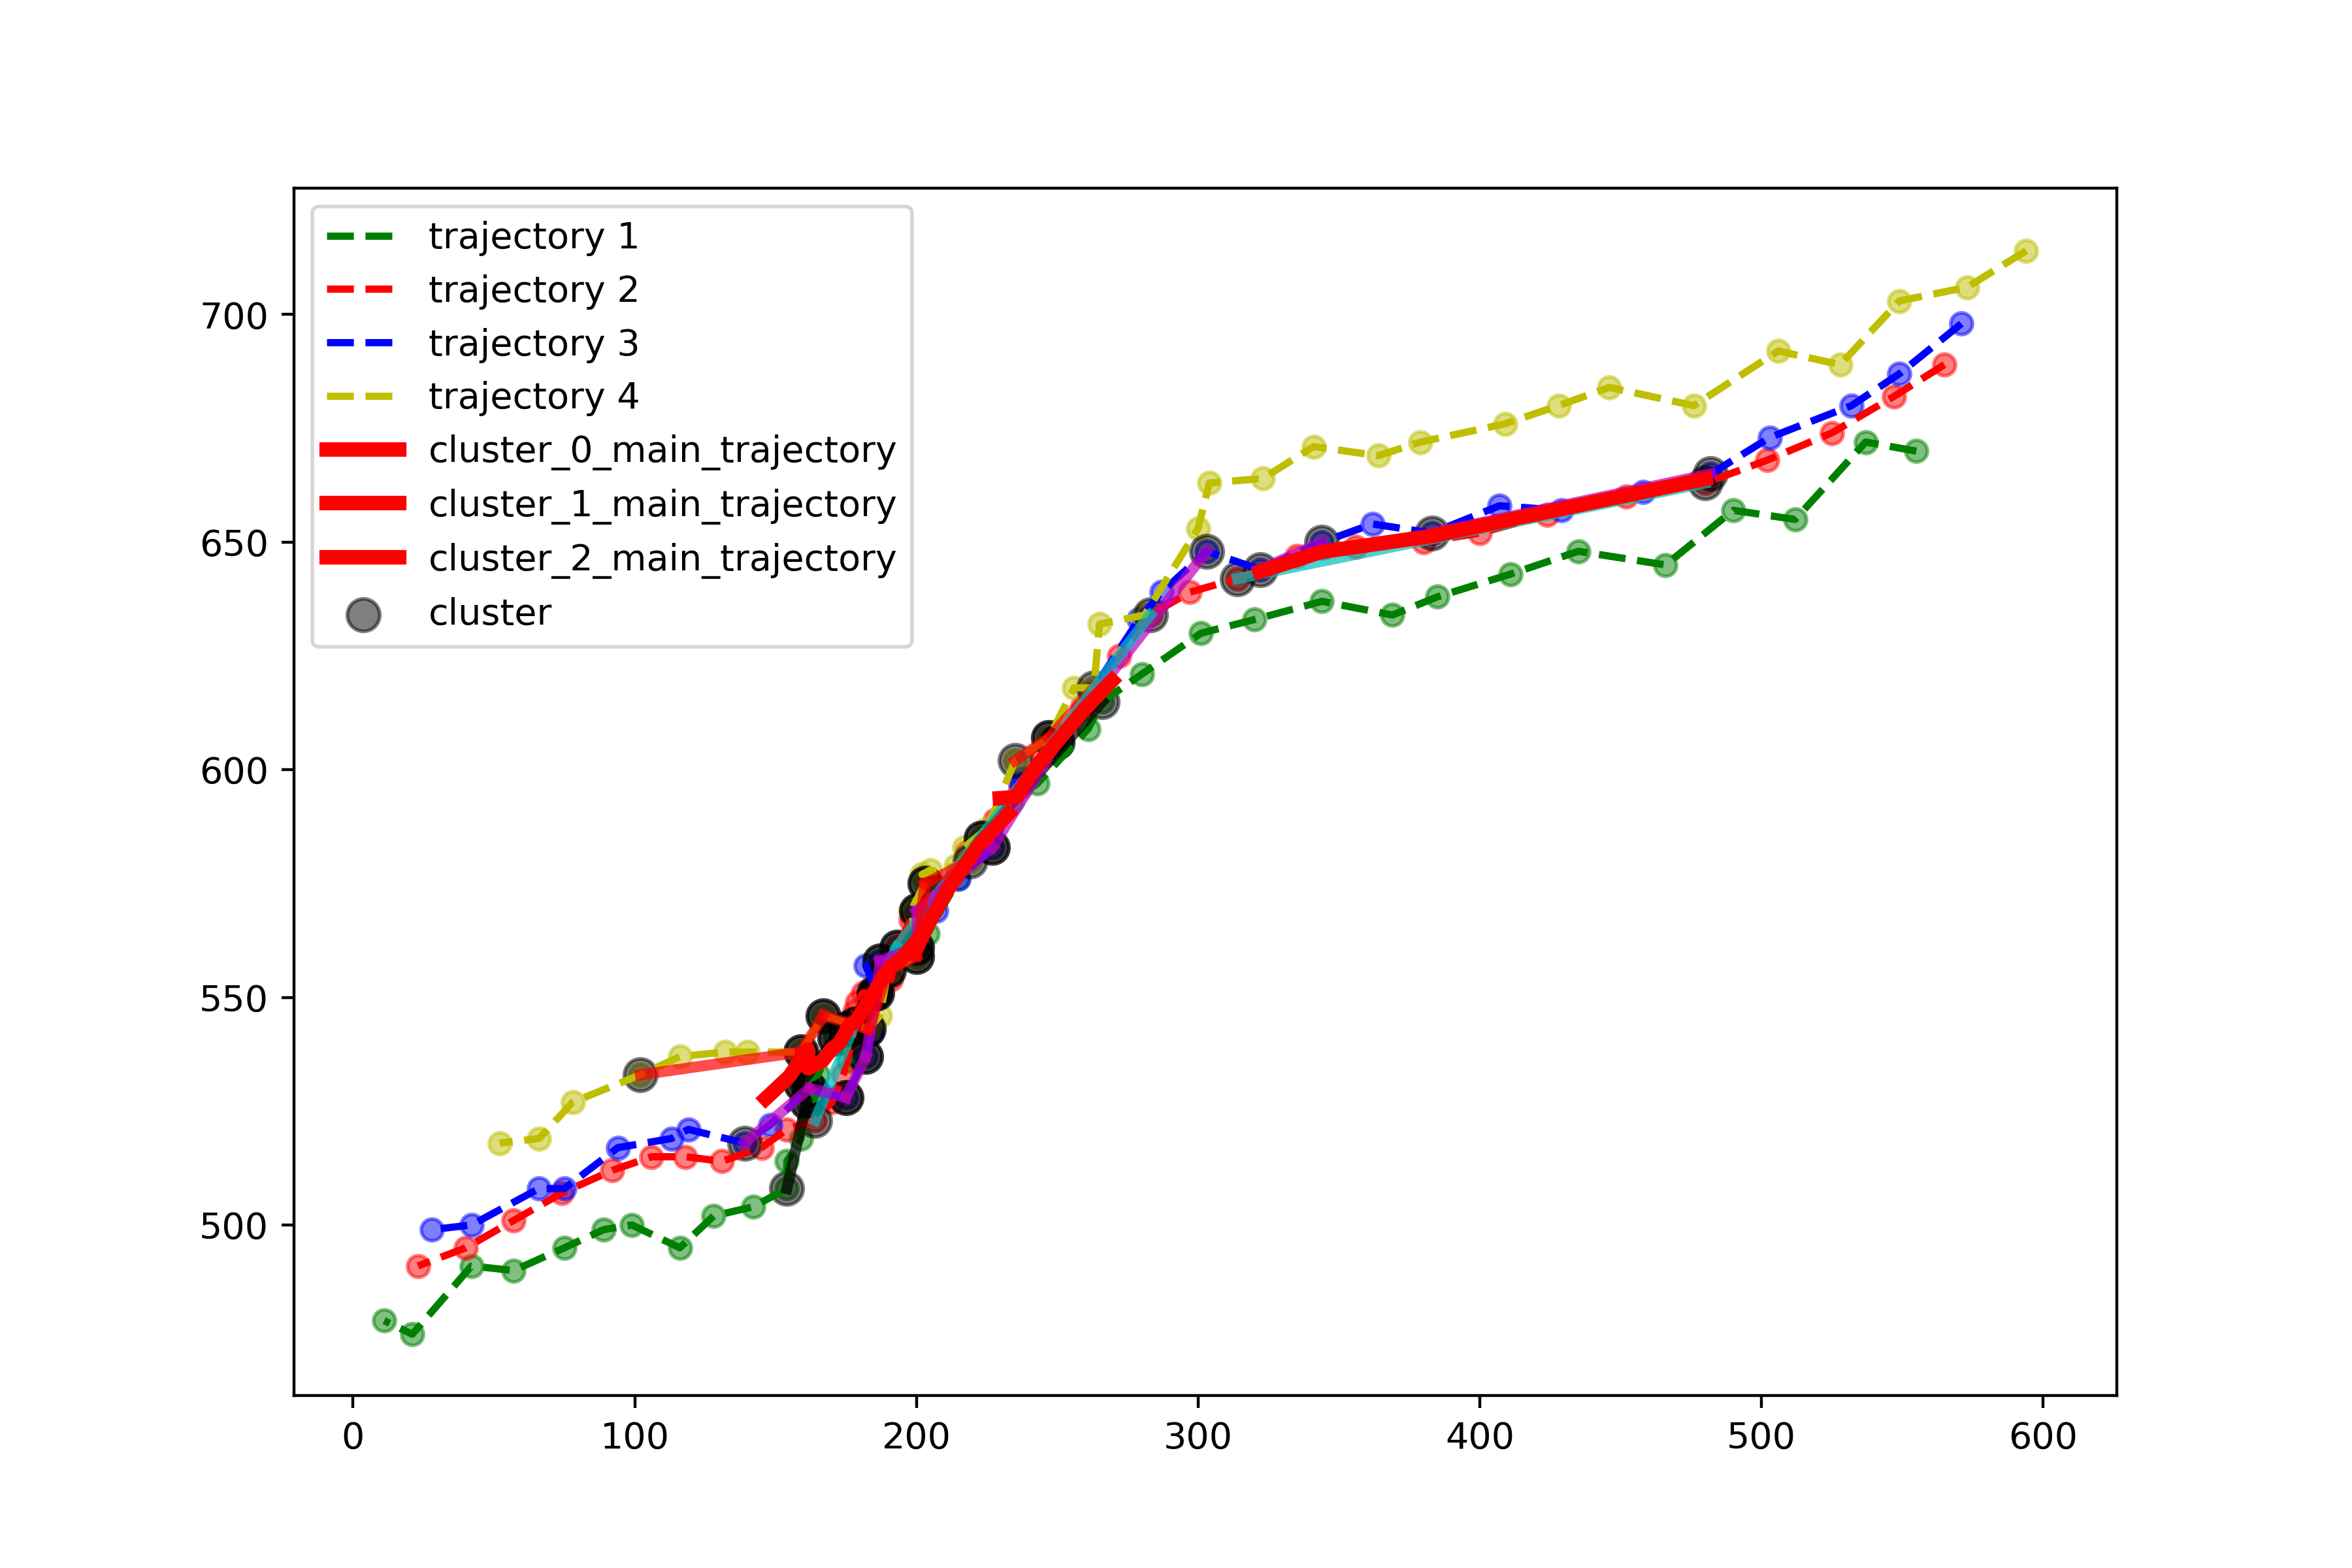 trajectory 1
trajectory 2
trajectory 3
trajectory 4
cluster_0_main_trajectory
cluster_1_main_trajectory
cluster_2_main_trajectory
cluster
700
650
600
550
500
0 100 200 300 400 500 600